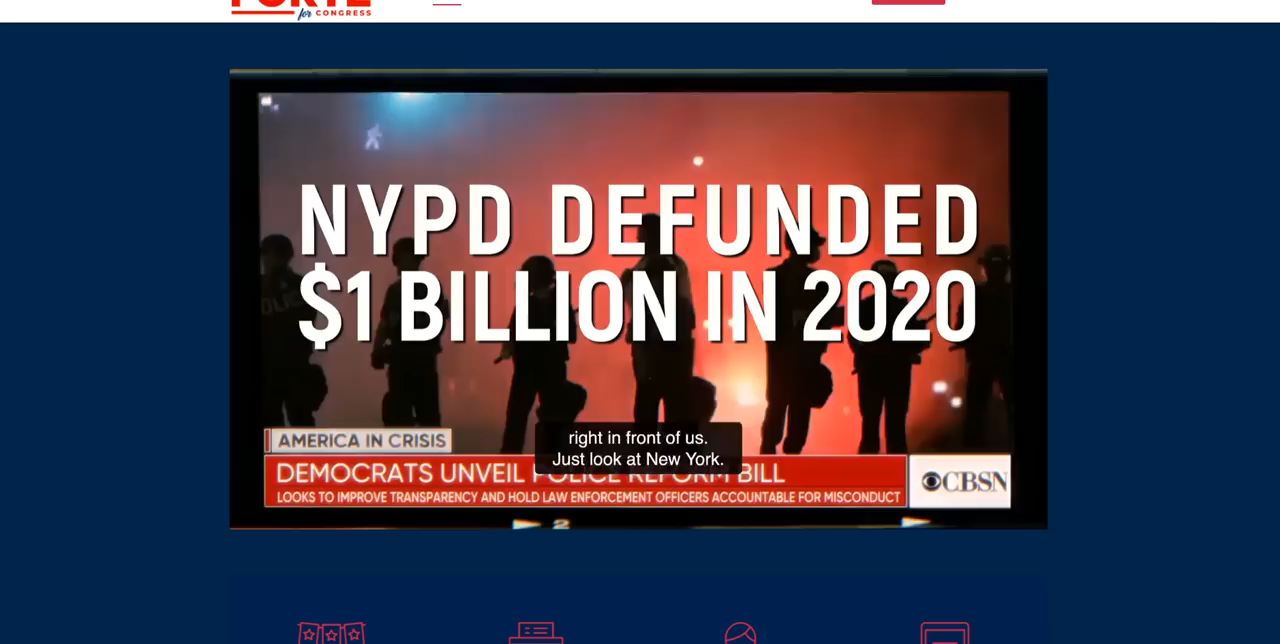 for CONGRESS
NYPD DEFUNDED
$1 BILLION IN 2020
right in front of us.
Just look at New York.
AMERICA IN CRISIS
DEMOCRATS UNVEIL POLICE REFORM BILL
LOOKS TO IMPROVE TRANSPARENCY AND HOLD LAW ENFORCEMENT OFFICERS ACCOUNTABLE FOR MISCONDUCT
CBSN
2